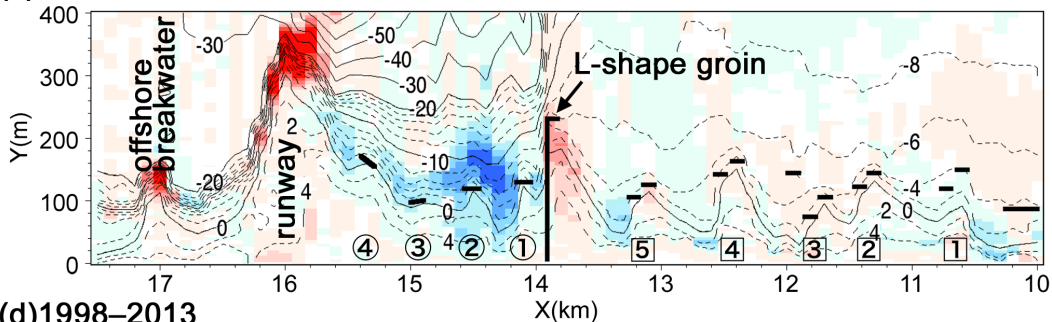 400
300
200
100
0
Y(m)
offshore
breakwater
runway
L-shape groin
-30
-50
-40
-30
-20
-10
-20
0
2
4
0
4
-8
-6
-4
2 0
4
④ ③ ② ①
5 4 3 2 1
17 16 15 14 13 12 11 10
X(km)
(d)1998–2013